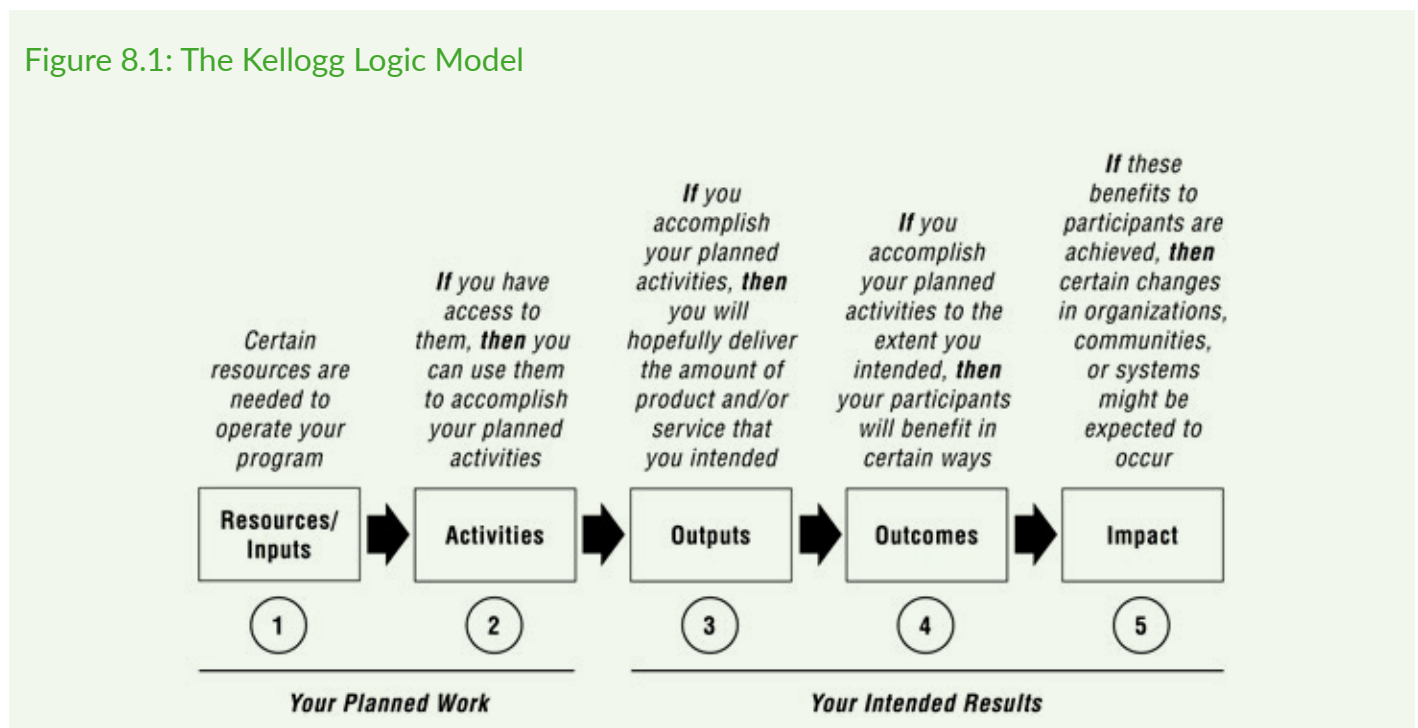 Figure 8.1: The Kellogg Logic Model
Certain
resources are
needed to
operate your
program
If you have
access to
them, then you
can use them
to accomplish
your planned
activities
If you
accomplish
your planned
activities, then
you will
hopefully deliver
the amount of
product and/or
service that
you intended
If you
accomplish
your planned
activities to the
extent you
intended, then
your participants
will benefit in
certain ways
If these
benefits to
participants are
achieved, then
certain changes
in organizations,
communities,
or systems
might be
expected to
occur
Resources/
Inputs
Activities
Outputs
Outcomes
Impact
1
2
3
4
5
Your Planned Work
Your Intended Results